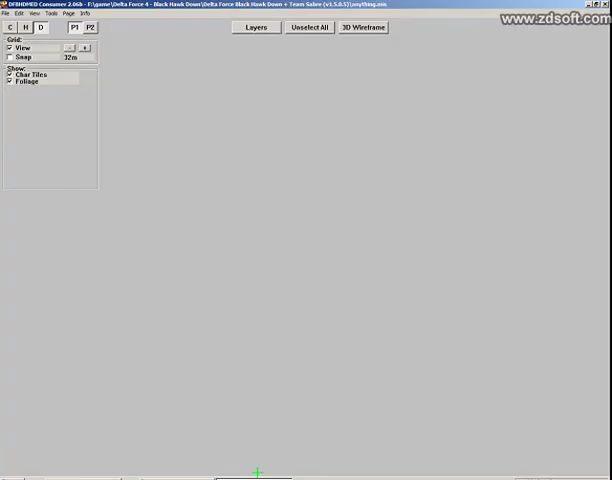 DFBHDMED Consumer 2.06b - F:\game\Delta Force 4 - Black Hawk Down\Delta Force Black Hawk Down + Team Sabre (v1.5.0.5)\anything.mis
www.zdsoft.com
File Edit View Tools Page Info
C H D P1 P2 Layers Unselect All 3D Wireframe
Grid:
View - +
Snap 32m
Show:
Char Tiles
Foliage